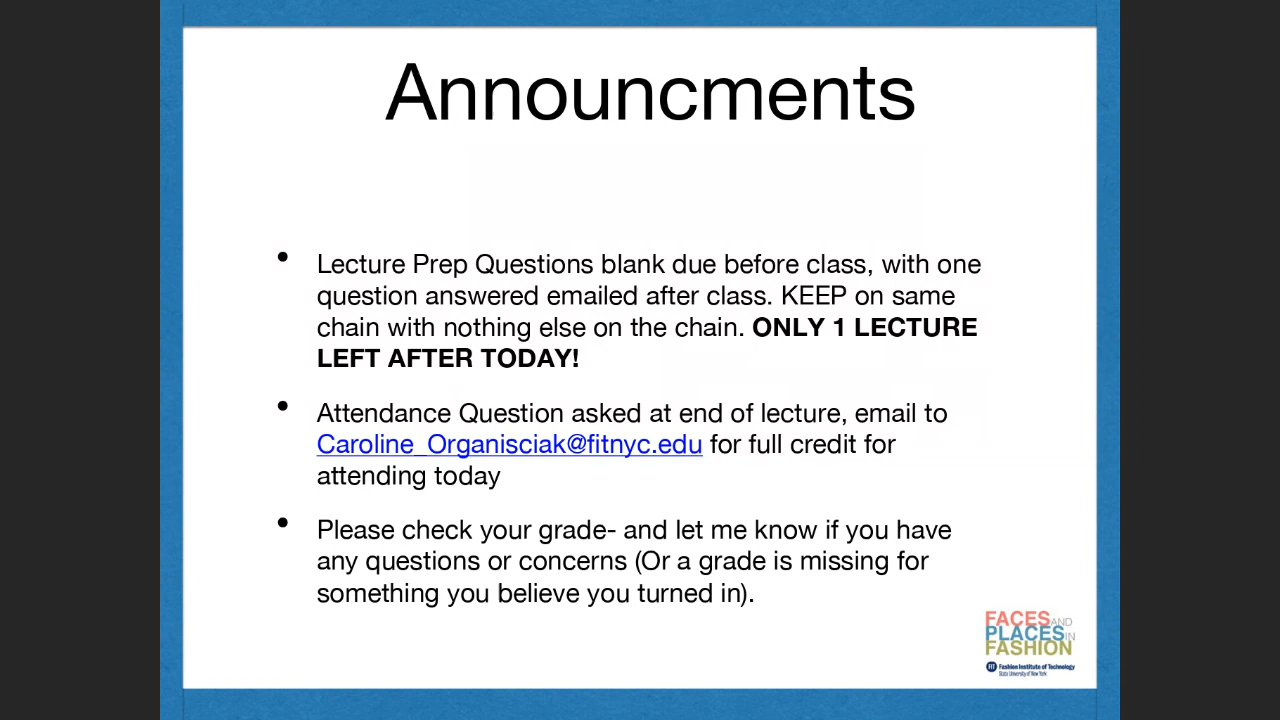 Announcments
• Lecture Prep Questions blank due before class, with one
question answered emailed after class. KEEP on same
chain with nothing else on the chain. ONLY 1 LECTURE
LEFT AFTER TODAY!
• Attendance Question asked at end of lecture, email to
Caroline_Organisciak@fitnyc.edu for full credit for
attending today
• Please check your grade- and let me know if you have
any questions or concerns (Or a grade is missing for
something you believe you turned in).
FACES AND
PLACES IN
FASHION
FIT Fashion Institute of Technology
State University of New York